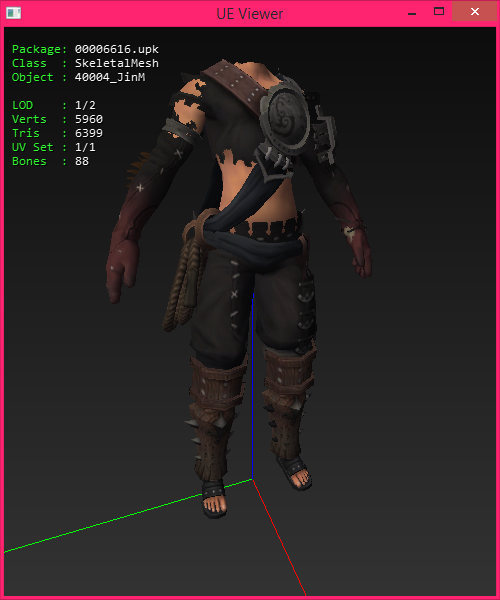 UE Viewer
Package: 00006616.upk
Class  : SkeletalMesh
Object : 40004_JinM
LOD    : 1/2
Verts  : 5960
Tris   : 6399
UV Set : 1/1
Bones  : 88